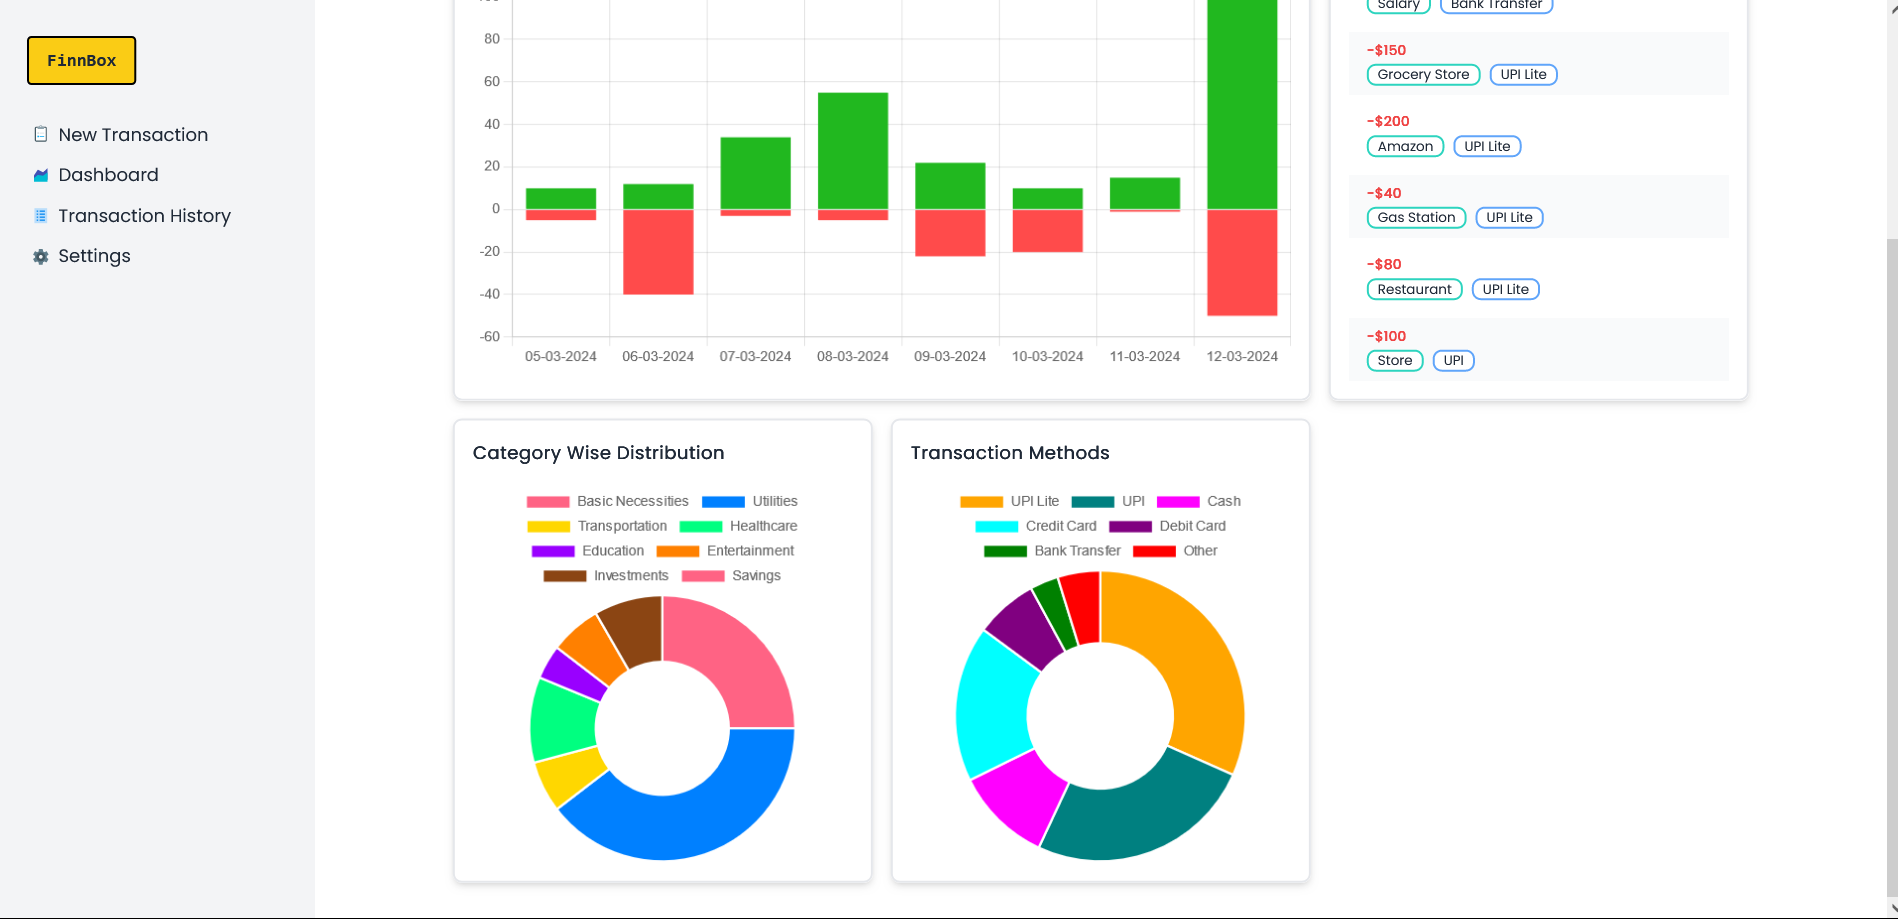 FinnBox
New Transaction
Dashboard
Transaction History
Settings
100
80
60
40
20
0
-20
-40
-60
05-03-2024 06-03-2024 07-03-2024 08-03-2024 09-03-2024 10-03-2024 11-03-2024 12-03-2024
Salary Bank Transfer
-$150
Grocery Store UPI Lite
-$200
Amazon UPI Lite
-$40
Gas Station UPI Lite
-$80
Restaurant UPI Lite
-$100
Store UPI
Category Wise Distribution
Basic Necessities Utilities
Transportation Healthcare
Education Entertainment
Investments Savings
Transaction Methods
UPI Lite UPI Cash
Credit Card Debit Card
Bank Transfer Other